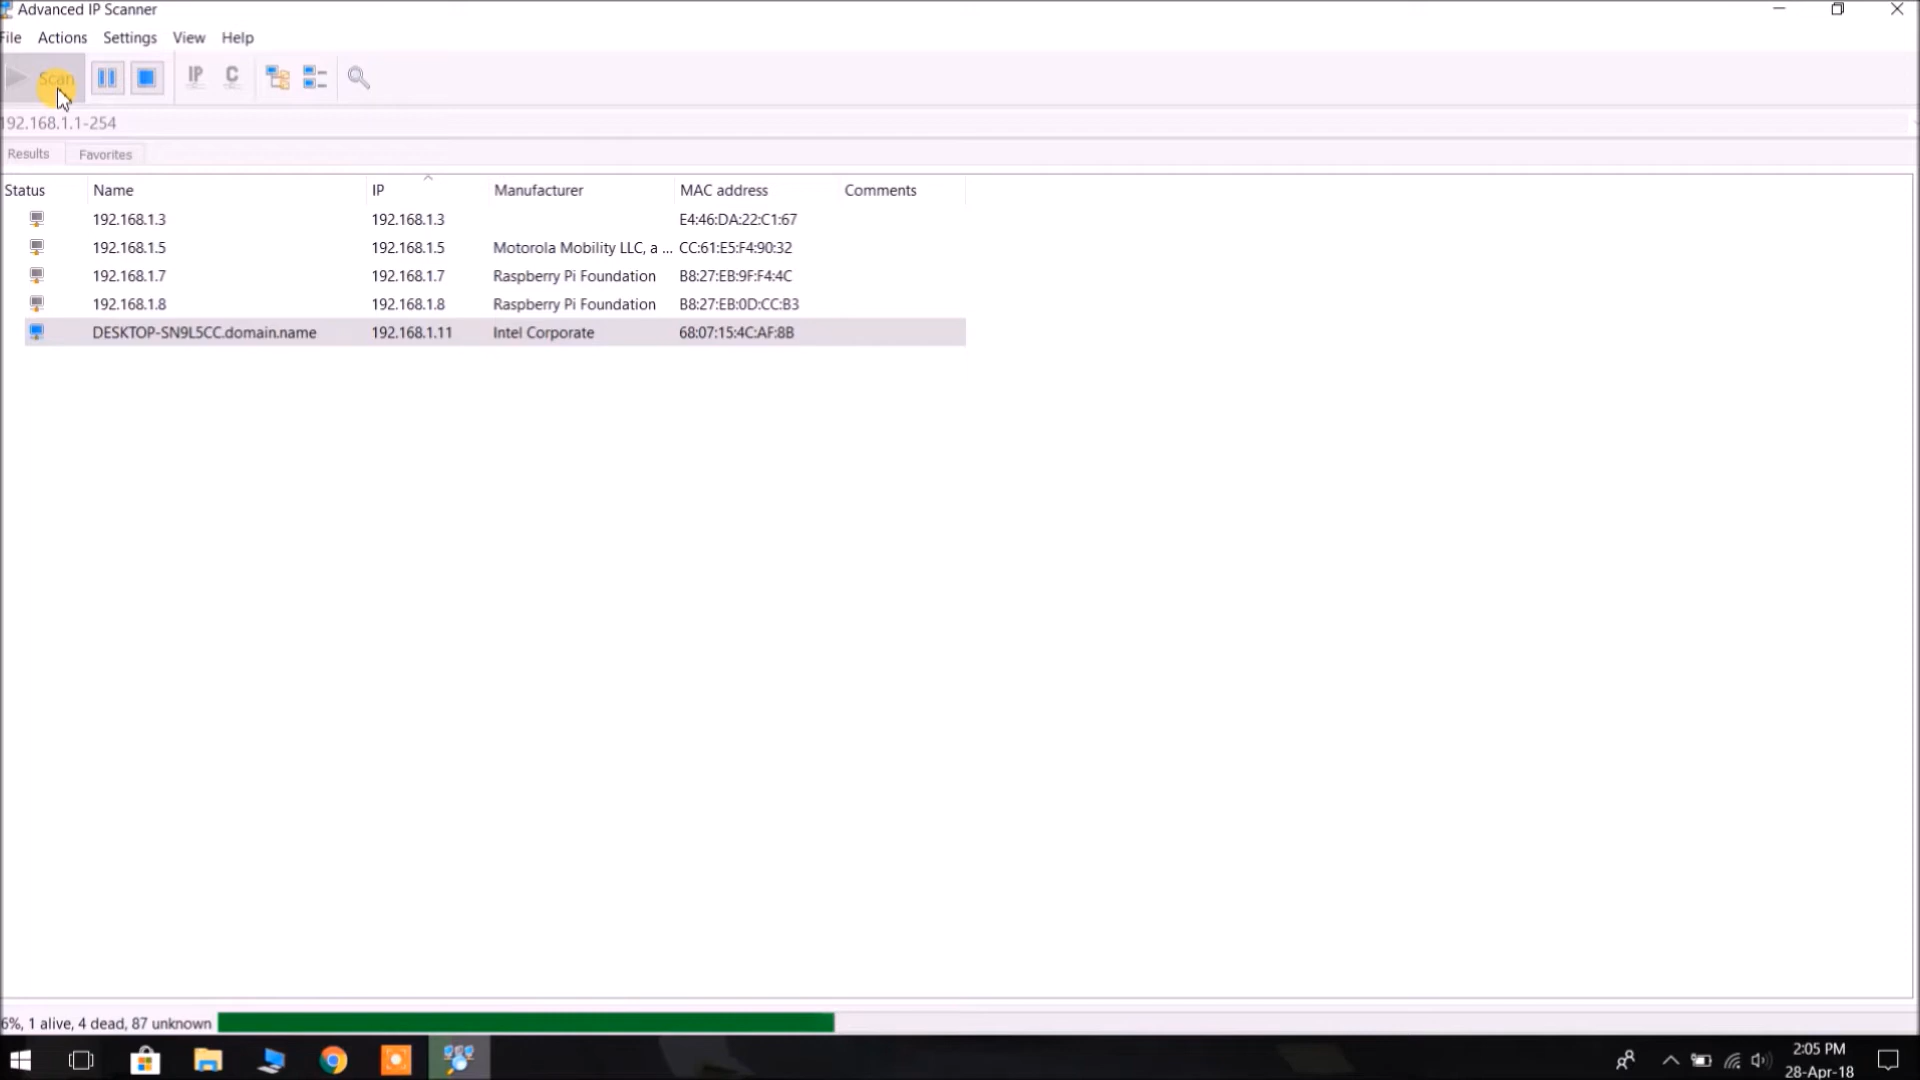 Advanced IP Scanner
File Actions Settings View Help
Scan IP C
192.168.1.1-254
Results Favorites
Status Name IP Manufacturer MAC address Comments
192.168.1.3 192.168.1.3 E4:46:DA:22:C1:67
192.168.1.5 192.168.1.5 Motorola Mobility LLC, a ... CC:61:E5:F4:90:32
192.168.1.7 192.168.1.7 Raspberry Pi Foundation B8:27:EB:9F:F4:4C
192.168.1.8 192.168.1.8 Raspberry Pi Foundation B8:27:EB:0D:CC:B3
DESKTOP-SN9L5CC.domain.name 192.168.1.11 Intel Corporate 68:07:15:4C:AF:8B
6%, 1 alive, 4 dead, 87 unknown
2:05 PM
28-Apr-18